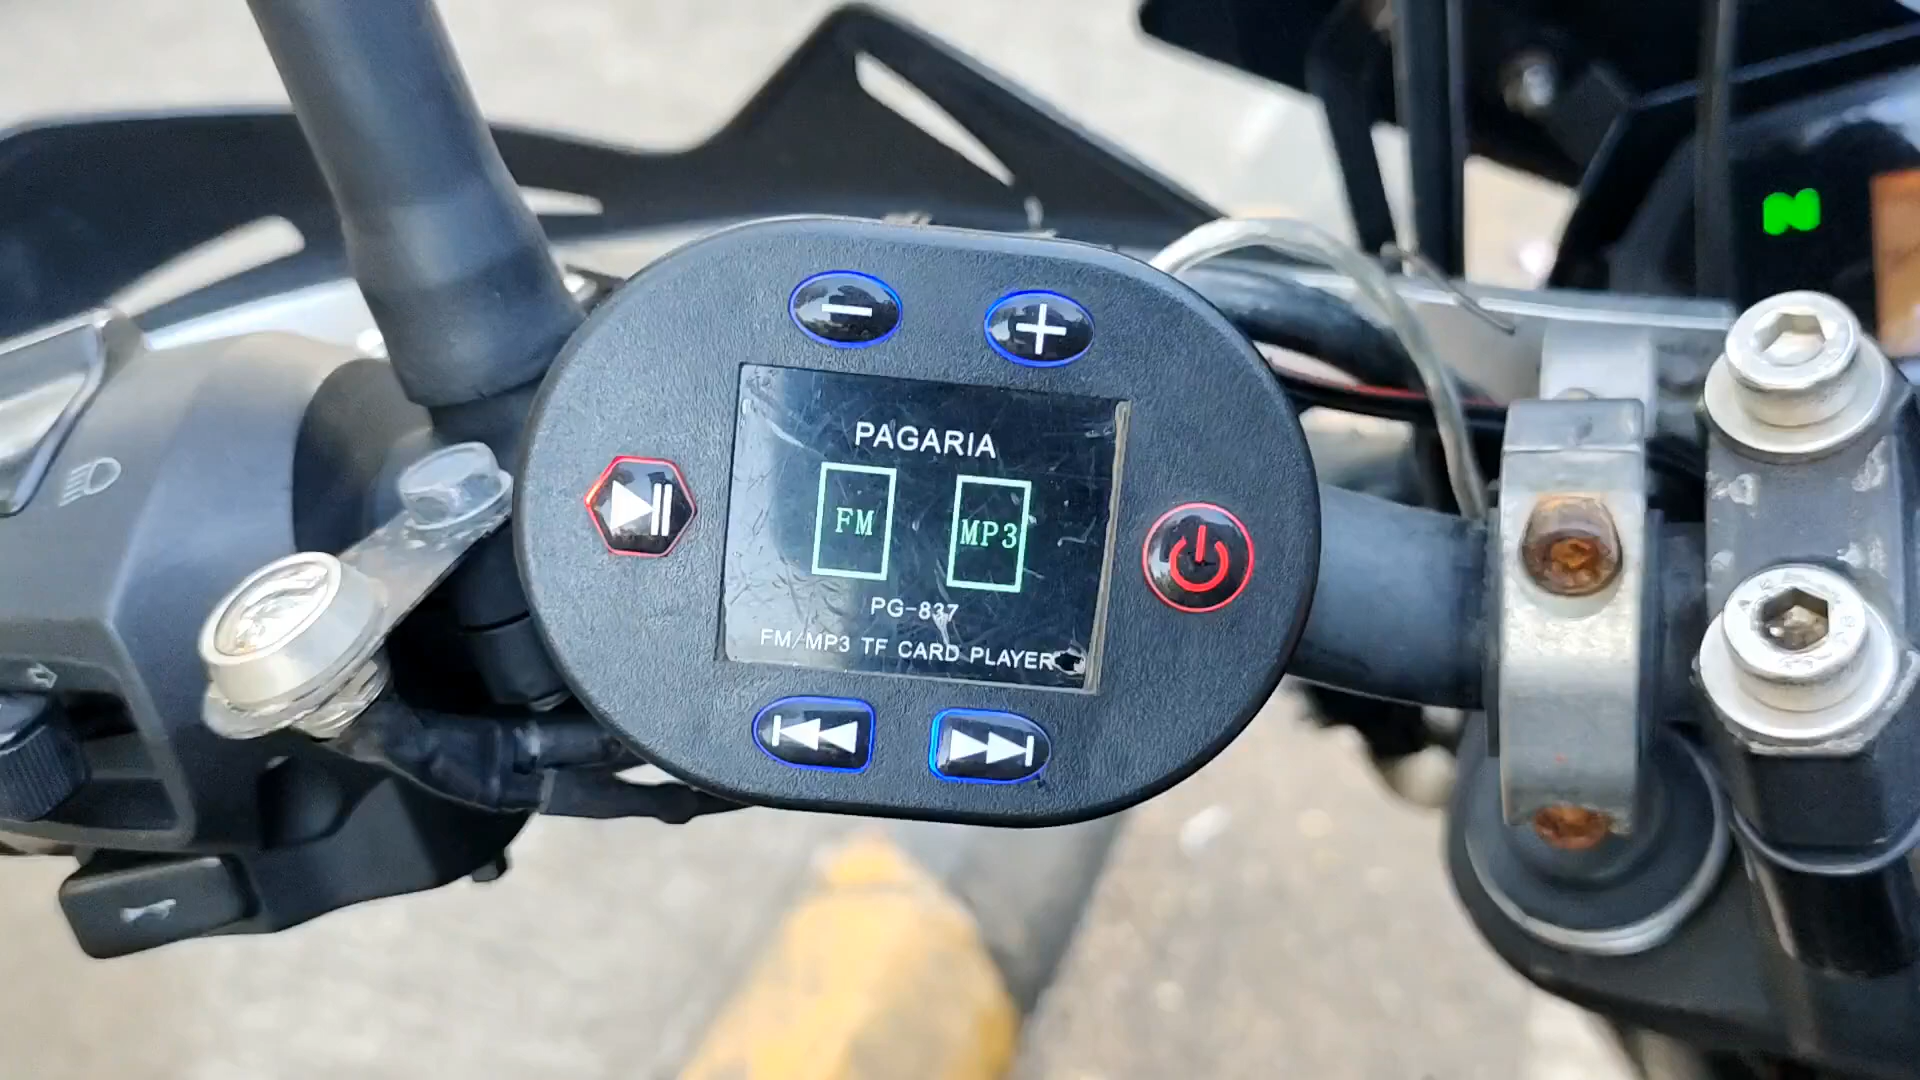 PAGARIA
FM
MP3
PG-837
FM/MP3 TF CARD PLAYER
N